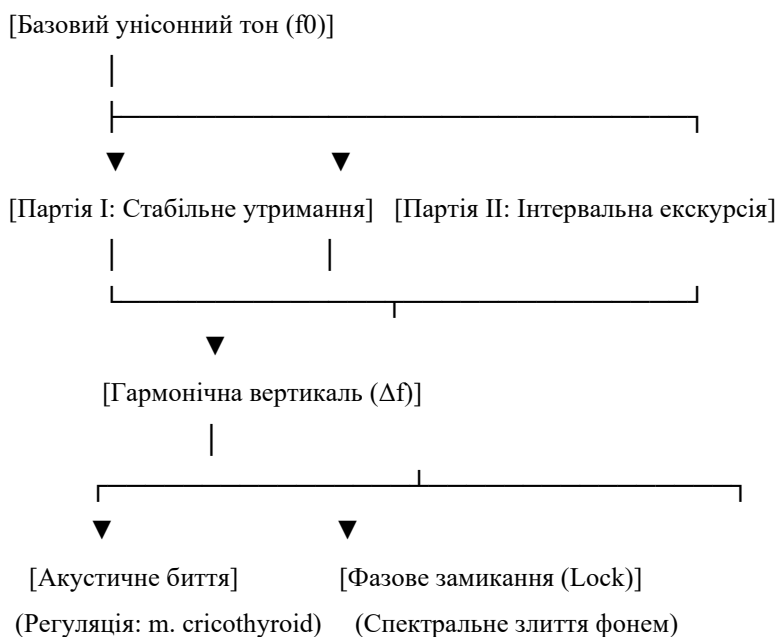 [Базовий унісонний тон (f0)]
[Партія I: Стабільне утримання] [Партія II: Інтервальна екскурсія]
[Гармонічна вертикаль (Δf)]
[Акустичне биття] [Фазове замикання (Lock)]
(Регуляція: m. cricothyroid) (Спектральне злиття фонем)